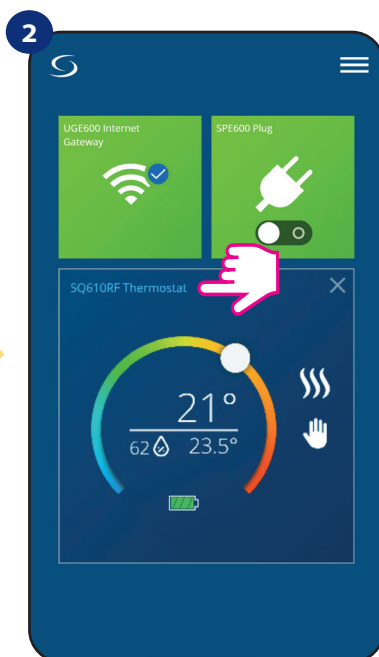 2
UGE600 Internet
Gateway
SPE600 Plug
SQ610RF Thermostat
21°
62 23.5°